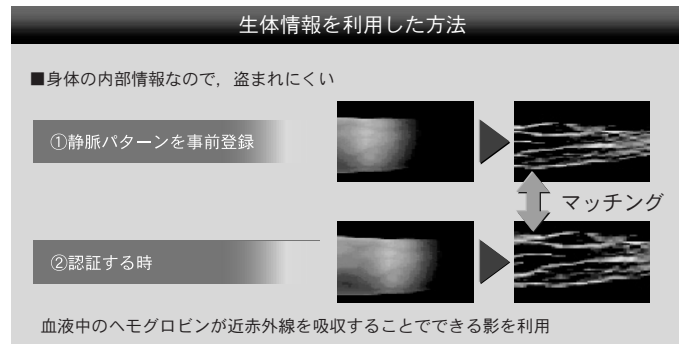 生体情報を利用した方法
■身体の内部情報なので，盗まれにくい
①静脈パターンを事前登録
マッチング
②認証する時
血液中のヘモグロビンが近赤外線を吸収することでできる影を利用